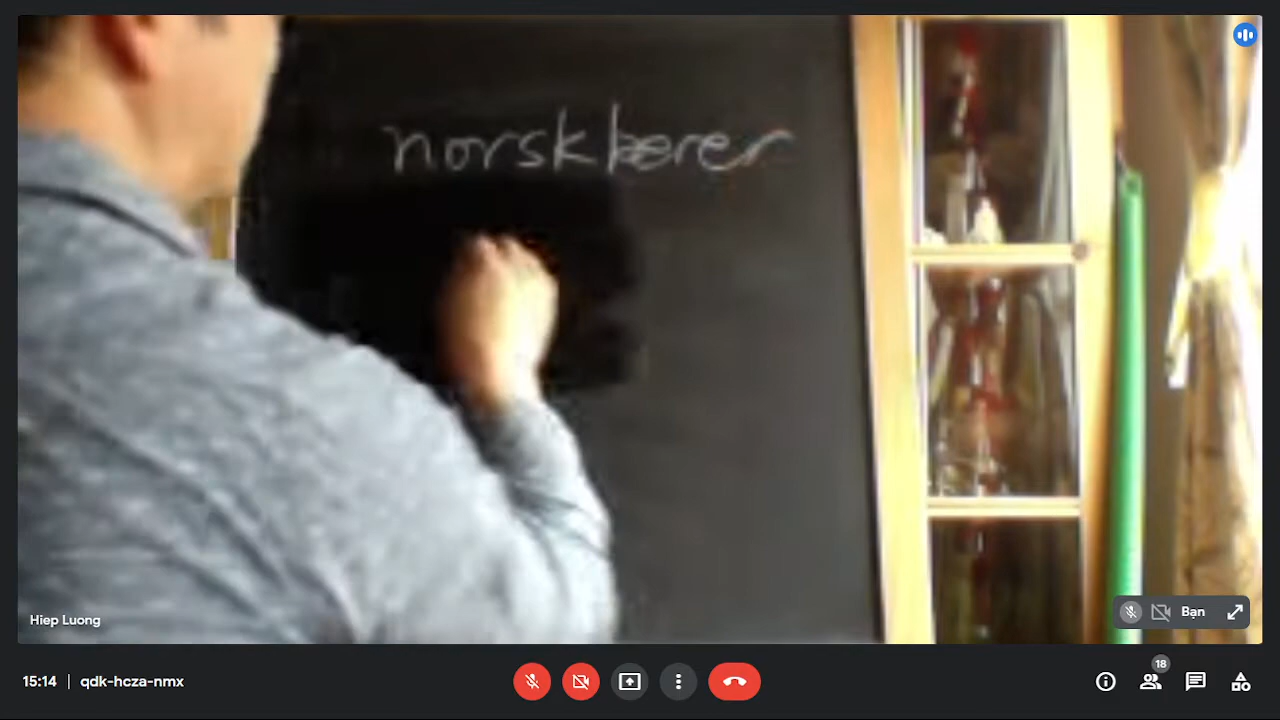 norsklærer
Hiep Luong
Bạn
15:14 | qdk-hcza-nmx
18